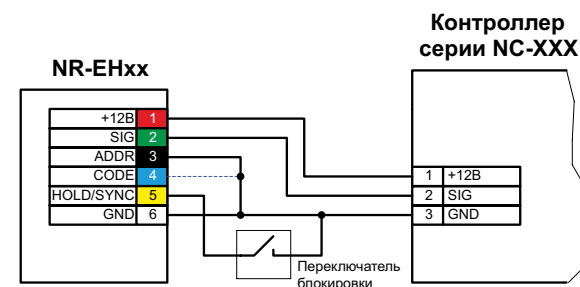 Контроллер
серии NC-XXX
NR-EHxx
+12В 1
SIG 2
ADDR 3
CODE 4
HOLD/SYNC 5
GND 6
1 +12В
2 SIG
3 GND
Переключатель
блокировки